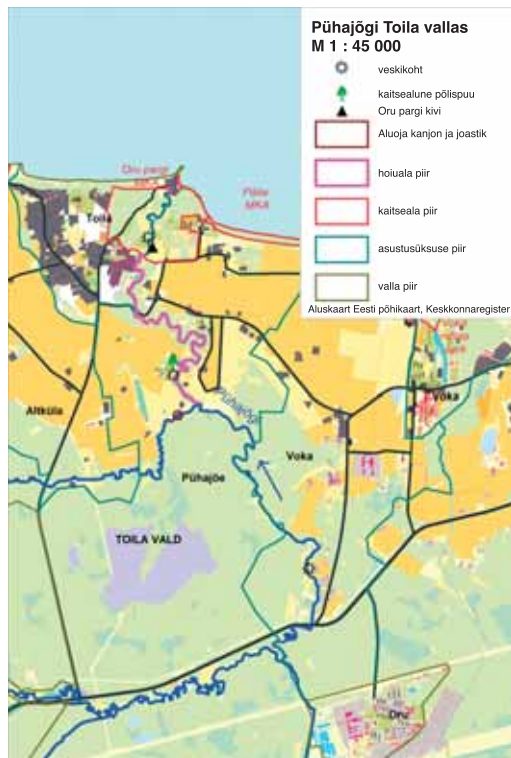 Pühajõgi Toila vallas
M 1 : 45 000
veskikoht
kaitsealune põlispuu
Oru pargi kivi
Aluoja kanjon ja joastik
hoiuala piir
kaitseala piir
asustusüksuse piir
valla piir
Aluskaart Eesti põhikaart, Keskkonnaregister
Oru pargi
MKA
Päite
MKA
Toila
Altküla
Pühajõgi
Voka
Voka
Pühajõe
TOILA VALD
Oru